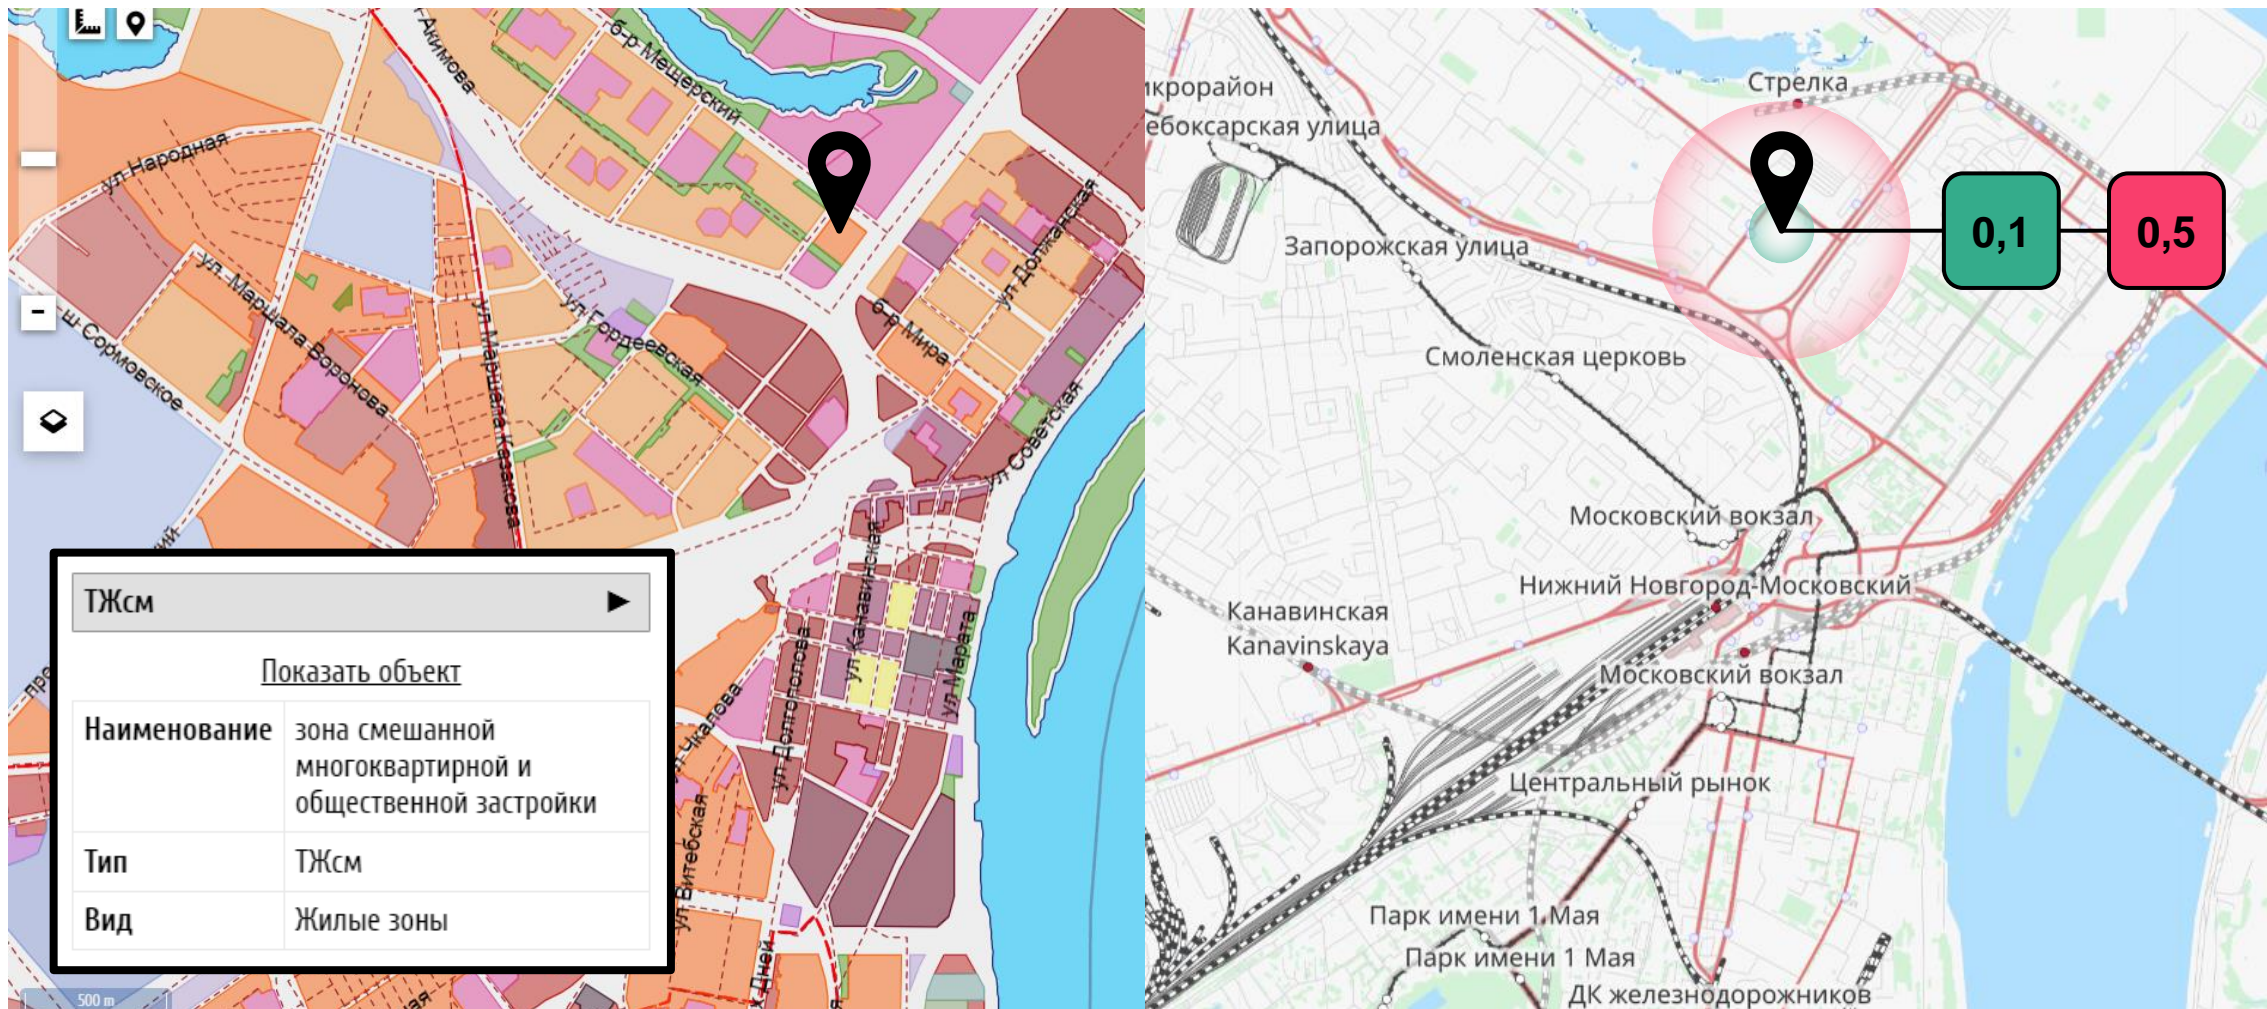 Акимова
б-р Мещерский
ул Народная
ул Должанская
ул. Маршала Воронова
ш Сормовское
ул Маршала Казакова
ул Гордеевская
б-р Мира
ул Советская
ул Канавинская
ул Марата
ул Долгополова
ул Чкалова
ул Витебская
ТЖсм
Показать объект
Наименование
зона смешанной
многоквартирной и
общественной застройки
Тип
ТЖсм
Вид
Жилые зоны
500 m
Стрелка
икрорайон
ебоксарская улица
0,1
0,5
Запорожская улица
Смоленская церковь
Московский вокзал
Нижний Новгород-Московский
Канавинская
Kanavinskaya
Московский вокзал
Центральный рынок
Парк имени 1 Мая
Парк имени 1 Мая
ДК железнодорожников